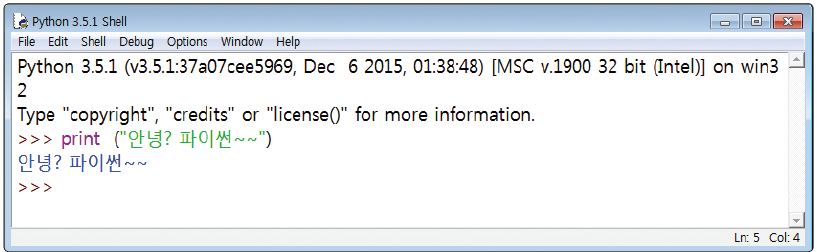 Python 3.5.1 Shell
File Edit Shell Debug Options Window Help
Python 3.5.1 (v3.5.1:37a07cee5969, Dec  6 2015, 01:38:48) [MSC v.1900 32 bit (Intel)] on win3
2
Type "copyright", "credits" or "license()" for more information.
>>> print ("안녕? 파이썬~~")
안녕? 파이썬~~
>>>
Ln: 5 Col: 4